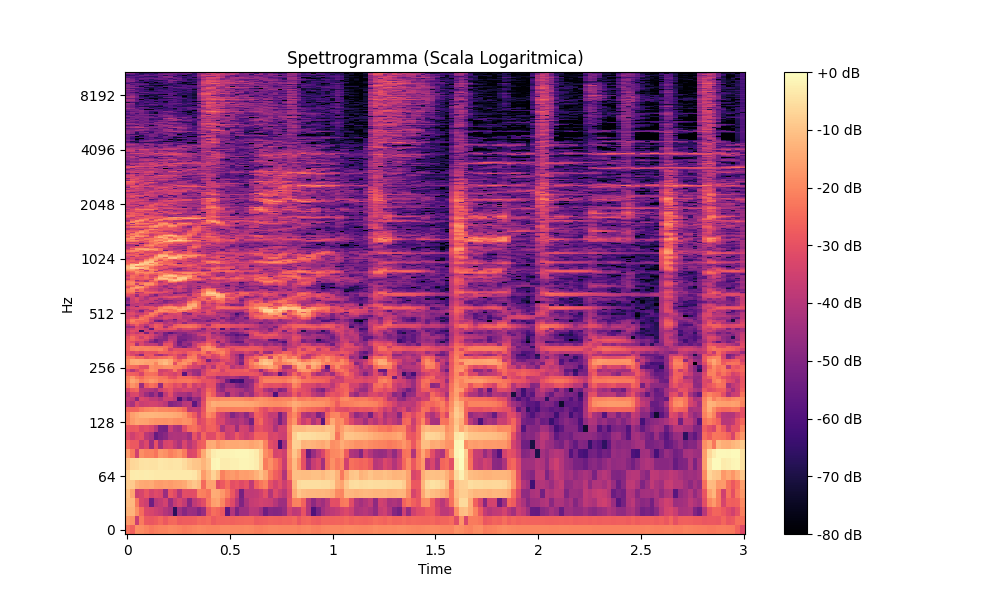 Spettrogramma (Scala Logaritmica)
Hz
8192
4096
2048
1024
512
256
128
64
0
0
0.5
1
1.5
2
2.5
3
Time
+0 dB
-10 dB
-20 dB
-30 dB
-40 dB
-50 dB
-60 dB
-70 dB
-80 dB